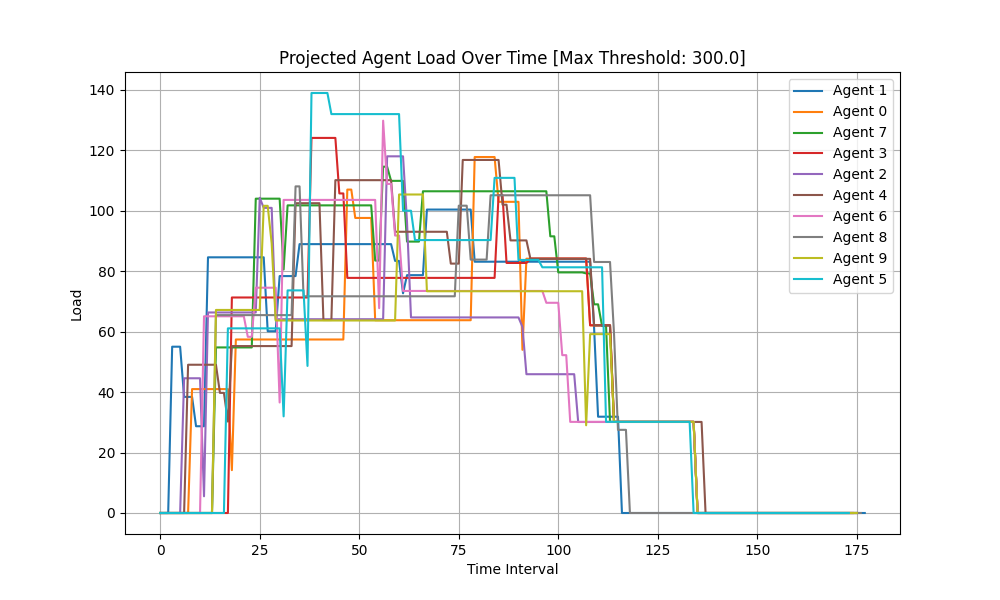 Projected Agent Load Over Time [Max Threshold: 300.0]
Load
140
120
100
80
60
40
20
0
0 25 50 75 100 125 150 175
Time Interval
Agent 1
Agent 0
Agent 7
Agent 3
Agent 2
Agent 4
Agent 6
Agent 8
Agent 9
Agent 5